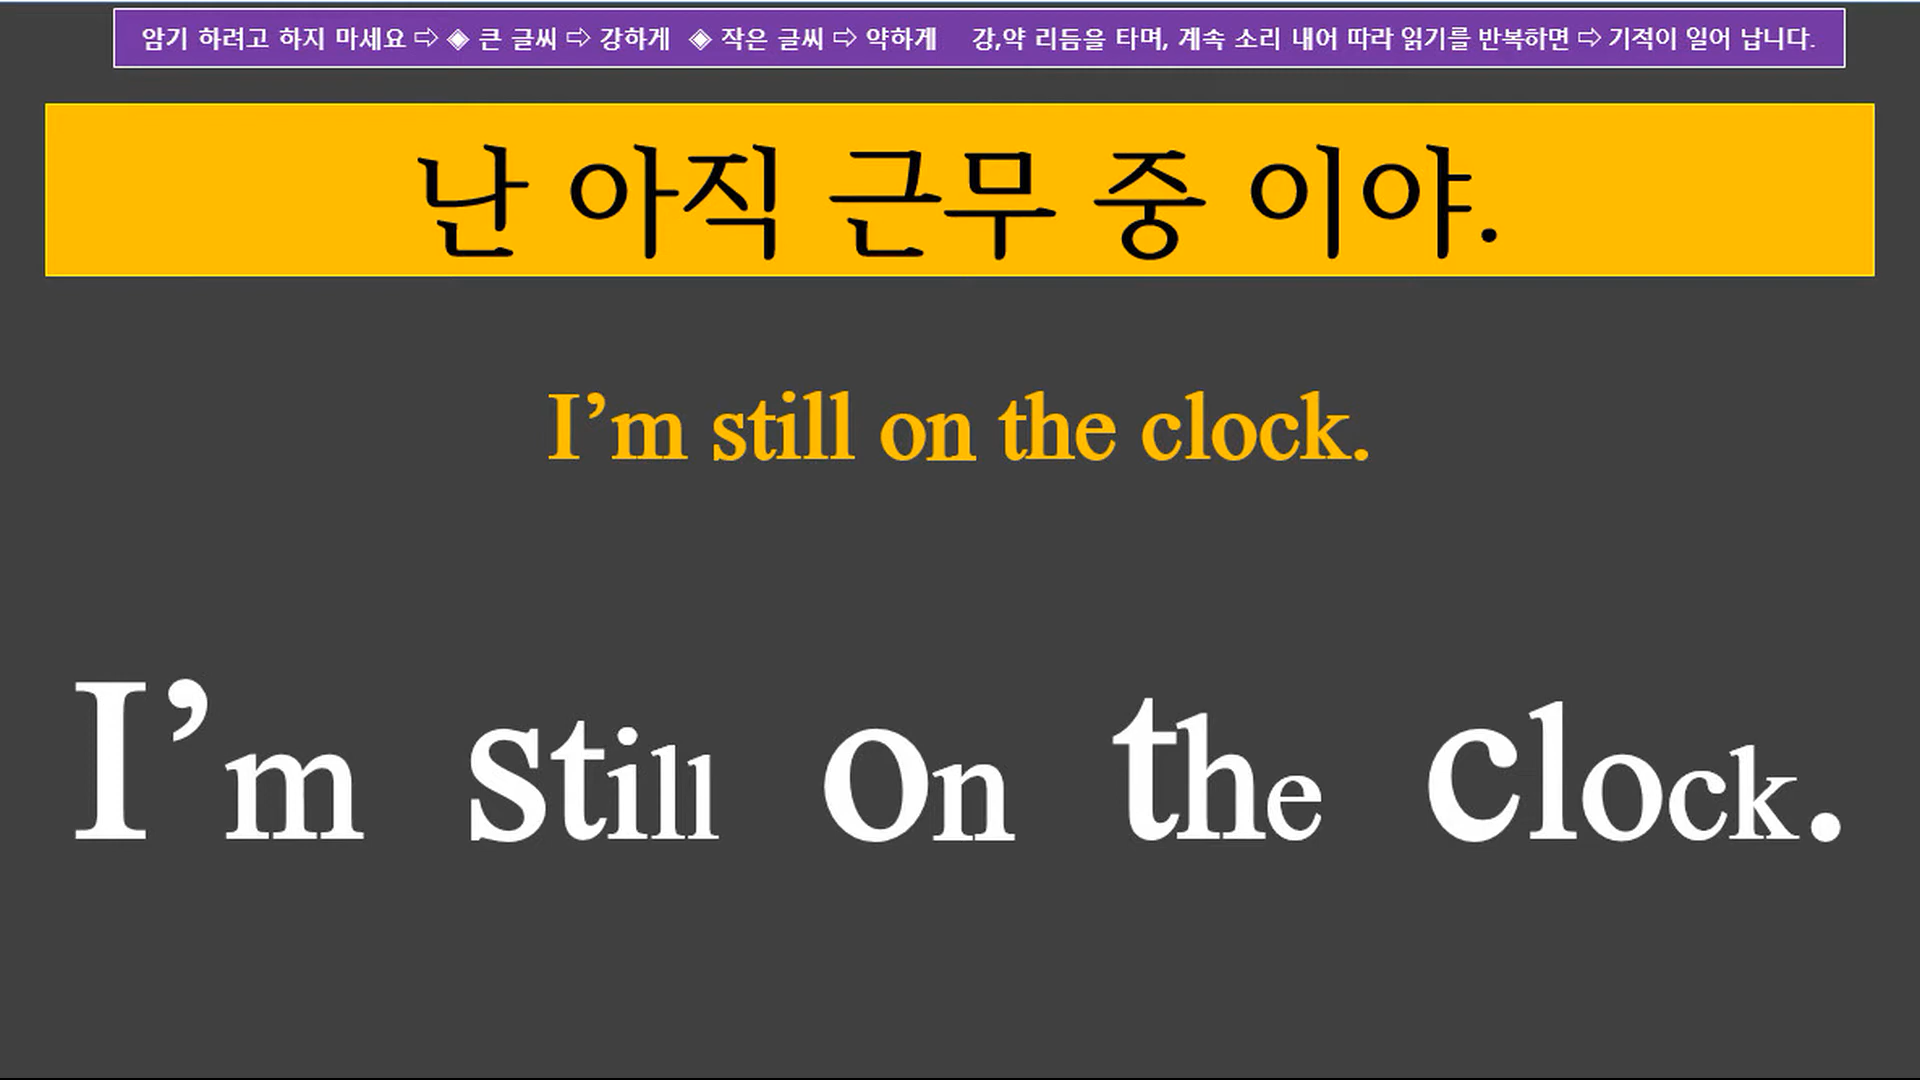 암기 하려고 하지 마세요 ⇨ ◈ 큰 글씨 ⇨ 강하게 ◈ 작은 글씨 ⇨ 약하게 강,약 리듬을 타며, 계속 소리 내어 따라 읽기를 반복하면 ⇨ 기적이 일어 납니다.
난 아직 근무 중 이야.
I’m still on the clock.
I’m still on the clock.